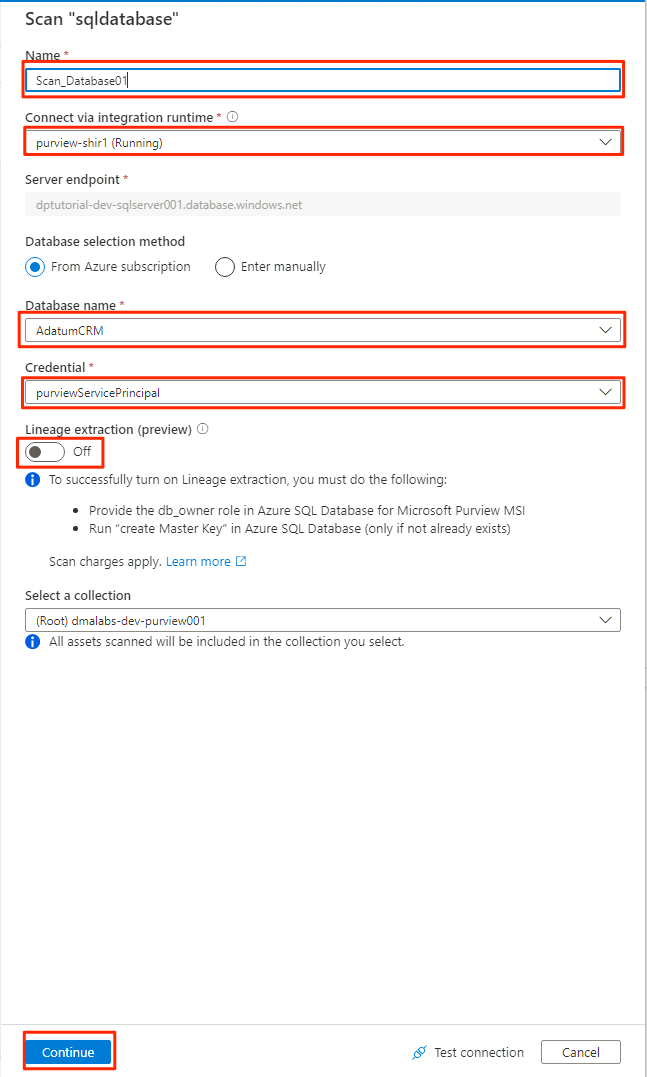 Scan "sqldatabase"
Name *
Scan_Database01
Connect via integration runtime *
purview-shir1 (Running)
Server endpoint *
dptutorial-dev-sqlserver001.database.windows.net
Database selection method
From Azure subscription Enter manually
Database name *
AdatumCRM
Credential *
purviewServicePrincipal
Lineage extraction (preview)
Off
To successfully turn on Lineage extraction, you must do the following:
• Provide the db_owner role in Azure SQL Database for Microsoft Purview MSI
• Run “create Master Key” in Azure SQL Database (only if not already exists)
Scan charges apply. Learn more
Select a collection
(Root) dmalabs-dev-purview001
All assets scanned will be included in the collection you select.
Continue Test connection Cancel